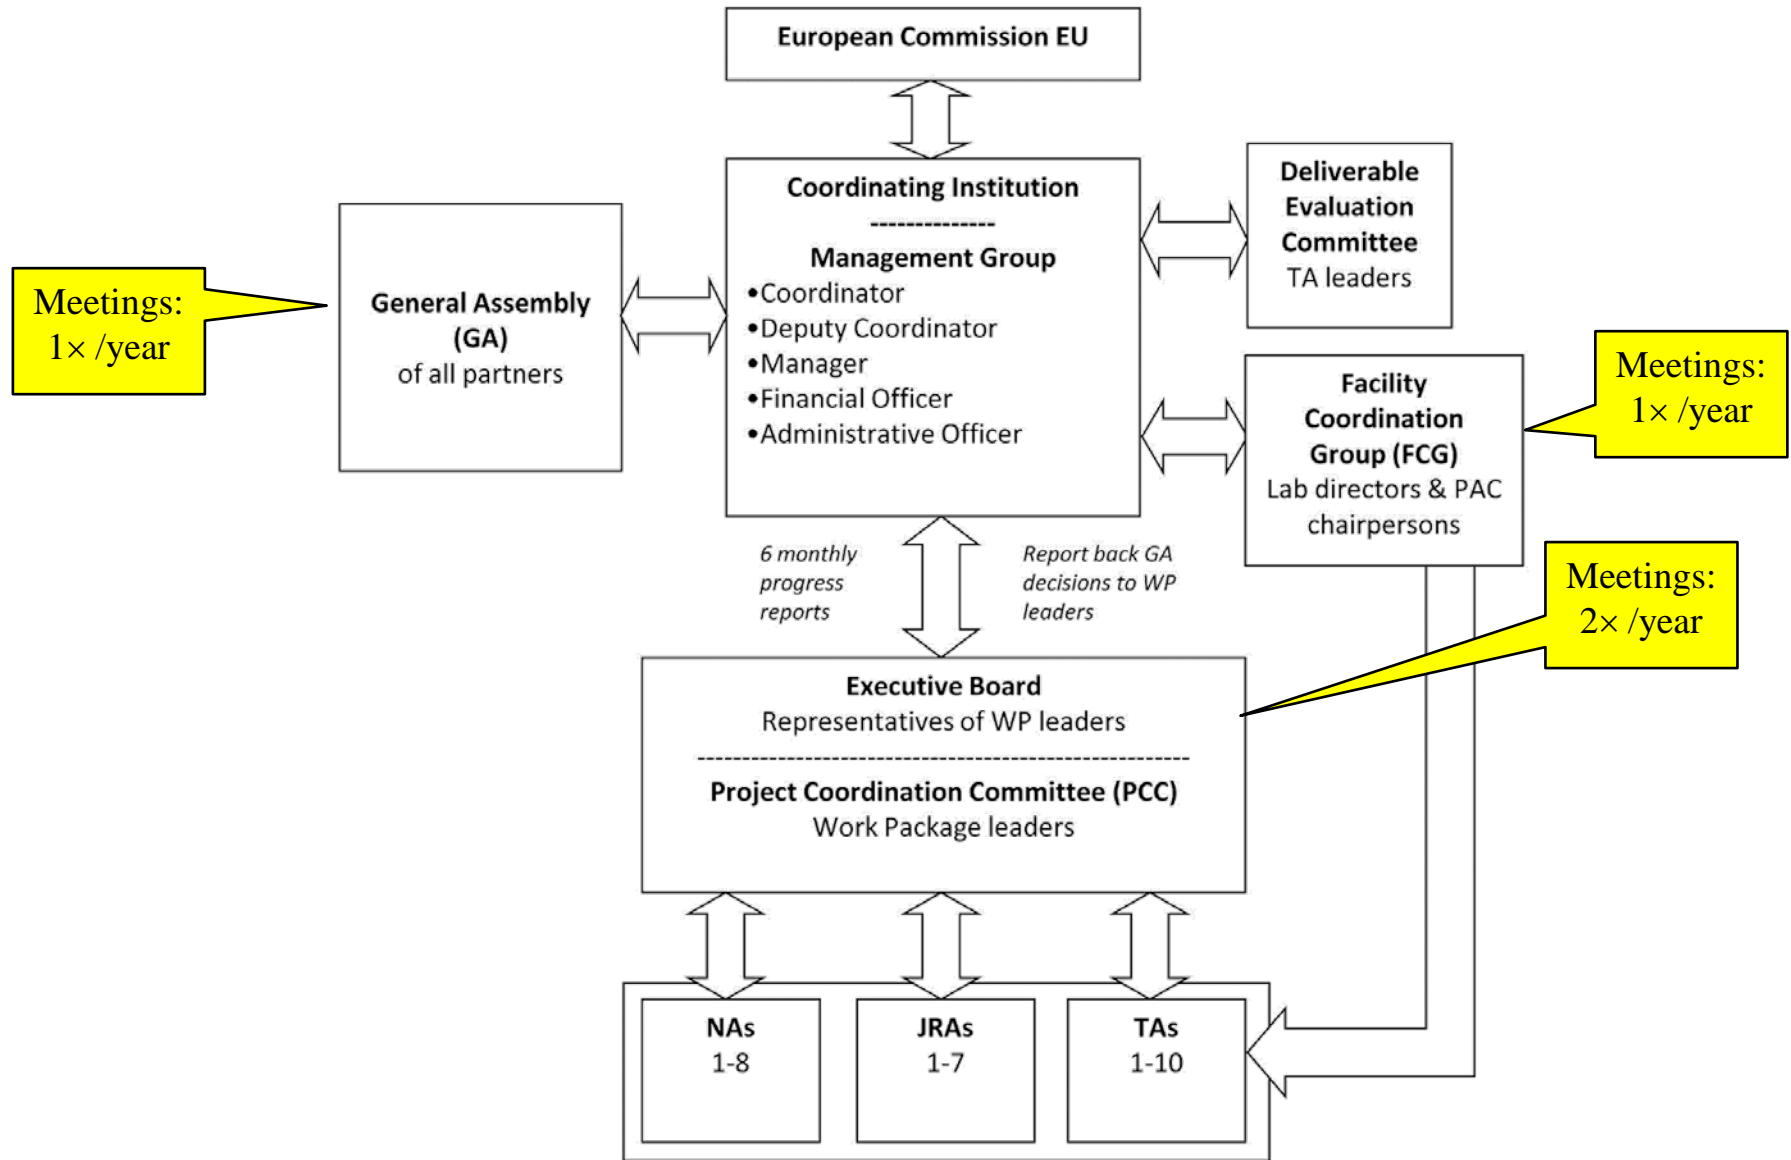 European Commission EU
Coordinating Institution
--------------
Management Group
•Coordinator
•Deputy Coordinator
•Manager
•Financial Officer
•Administrative Officer
Deliverable
Evaluation
Committee
TA leaders
General Assembly
(GA)
of all partners
Meetings:
1× /year
Facility
Coordination
Group (FCG)
Lab directors & PAC
chairpersons
Meetings:
1× /year
6 monthly
progress
reports
Report back GA
decisions to WP
leaders
Meetings:
2× /year
Executive Board
Representatives of WP leaders
-------------------------------------------------------
Project Coordination Committee (PCC)
Work Package leaders
NAs
1-8
JRAs
1-7
TAs
1-10